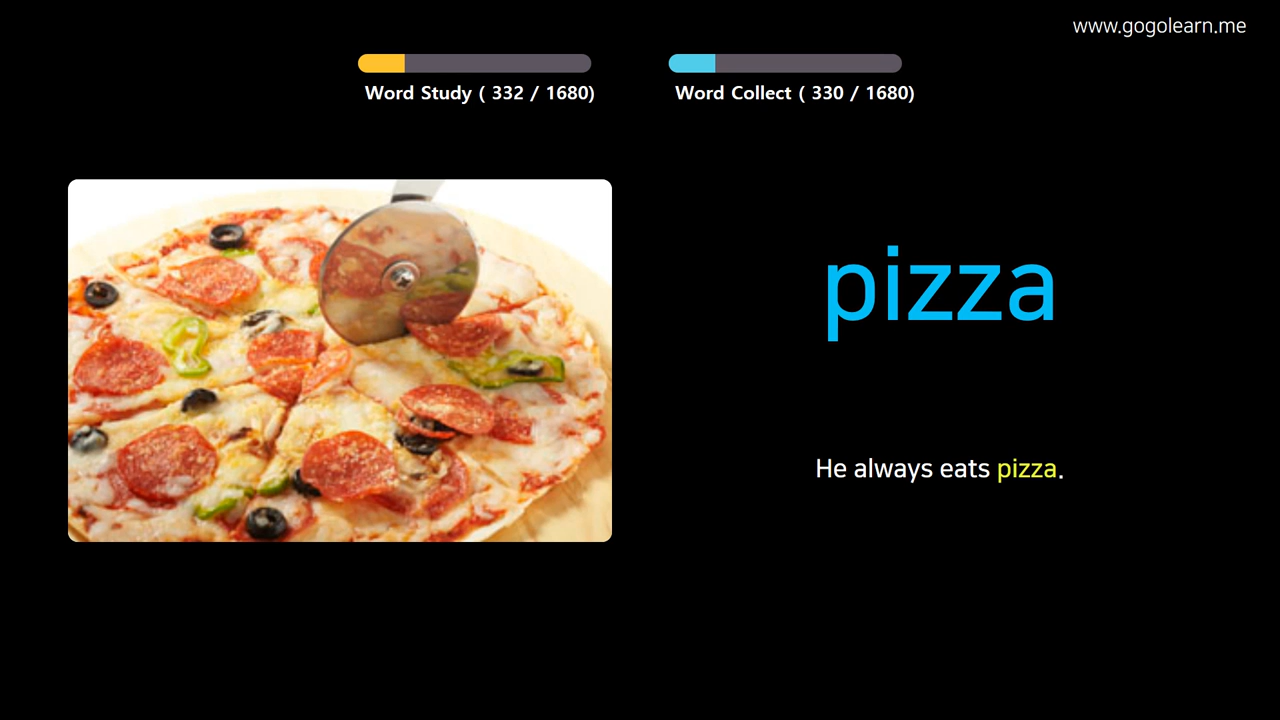 www.gogolearn.me
Word Study ( 332 / 1680)
Word Collect ( 330 / 1680)
pizza
He always eats pizza.